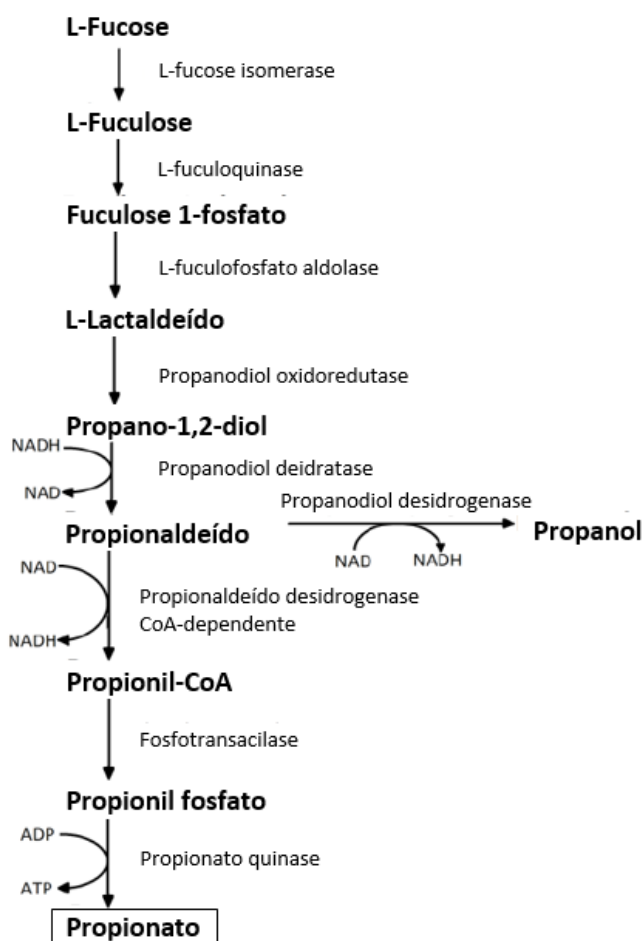 L-Fucose
L-fucose isomerase
L-Fuculose
L-fuculoquinase
Fuculose 1-fosfato
L-fuculofosfato aldolase
L-Lactaldeído
Propanodiol oxidoredutase
Propano-1,2-diol
NADH
Propanodiol deidratase
NAD
Propanodiol desidrogenase
Propionaldeído
Propanol
NAD
NADH
NAD
Propionaldeído desidrogenase
CoA-dependente
NADH
Propionil-CoA
Fosfotransacilase
Propionil fosfato
ADP
Propionato quinase
ATP
Propionato